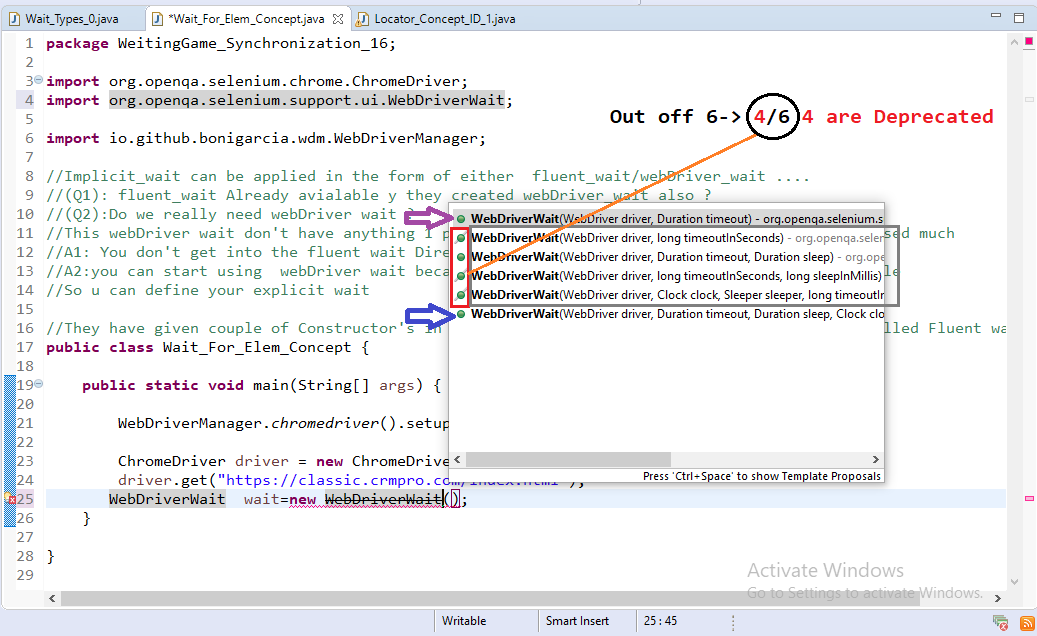 Wait_Types_0.java *Wait_For_Elem_Concept.java Locator_Concept_ID_1.java
1 package WeitingGame_Synchronization_16;
2
3 import org.openqa.selenium.chrome.ChromeDriver;
4 import org.openqa.selenium.support.ui.WebDriverWait;
Out off 6-> 4/6 4 are Deprecated
5
6 import io.github.bonigarcia.wdm.WebDriverManager;
7
8 //Implicit_wait can be applied in the form of either fluent_wait/webDriver_wait ....
9 //(Q1): fluent_wait Already avialable y they created webDriver_wait also ?
10 //(Q2):Do we really need webDriver wait ?
11 //This webDriver wait don't have anything I p sed much
12 //A1: You don't get into the fluent wait Dire
13 //A2:you can start using webDriver wait beca le
14 //So u can define your explicit wait
15
16 //They have given couple of Constructor's in lled Fluent wa
WebDriverWait(WebDriver driver, Duration timeout) - org.openqa.selenium.s
WebDriverWait(WebDriver driver, long timeoutInSeconds) - org.openqa.seler
WebDriverWait(WebDriver driver, Duration timeout, Duration sleep) - org.ope
WebDriverWait(WebDriver driver, long timeoutInSeconds, long sleepInMillis)
WebDriverWait(WebDriver driver, Clock clock, Sleeper sleeper, long timeoutIr
WebDriverWait(WebDriver driver, Duration timeout, Duration sleep, Clock clo
Press 'Ctrl+Space' to show Template Proposals
17 public class Wait_For_Elem_Concept {
18
19 public static void main(String[] args) {
20
21 WebDriverManager.chromedriver().setup
22
23 ChromeDriver driver = new ChromeDrive
24 driver.get("https://classic.crmpro.com/index.html");
25 WebDriverWait wait=new WebDriverWait();
26 }
27
28 }
29
Activate Windows
Go to Settings to activate Windows.
Writable Smart Insert 25 : 45